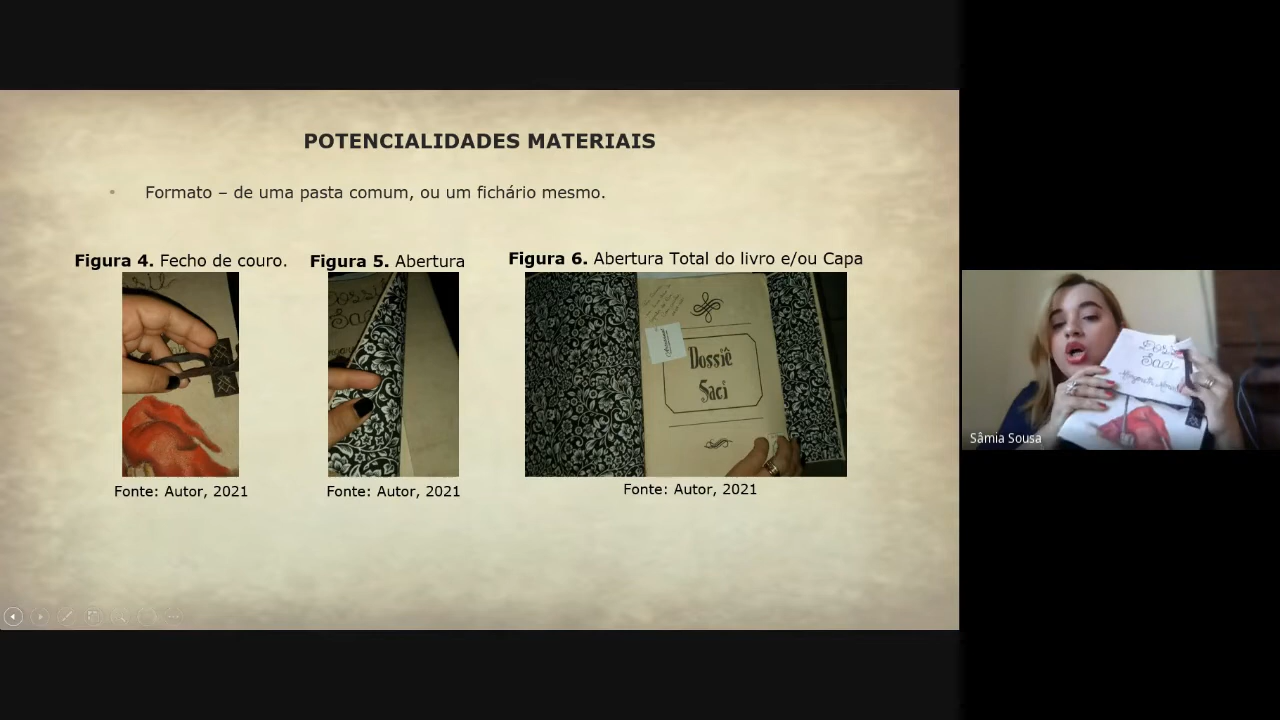 POTENCIALIDADES MATERIAIS
• Formato – de uma pasta comum, ou um fichário mesmo.
Figura 4. Fecho de couro.
Figura 5. Abertura
Figura 6. Abertura Total do livro e/ou Capa
Dossiê
Saci
Fonte: Autor, 2021
Fonte: Autor, 2021
Fonte: Autor, 2021
Dossiê
Saci
Sâmia Sousa